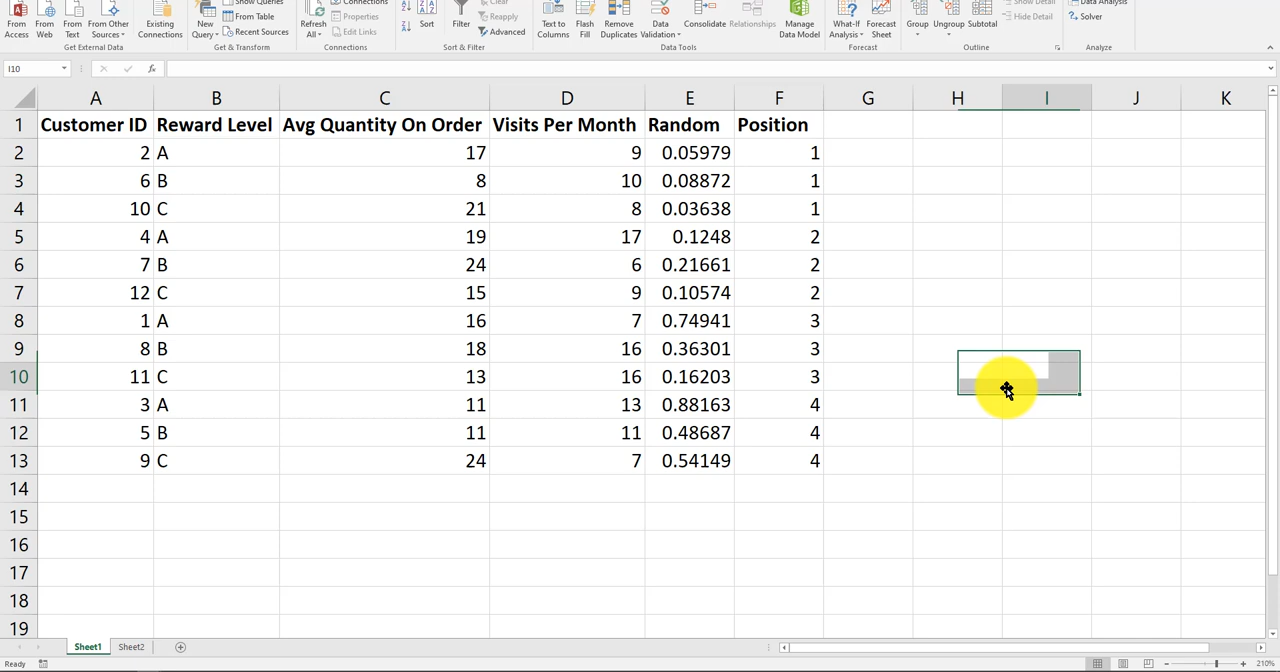 Show Queries Connections Clear Show Detail Data Analysis
From Table Properties Reapply Hide Detail Solver
Recent Sources Edit Links Advanced
From Access From Web From Text From Other Sources Existing Connections New Query Refresh All Sort Filter Text to Columns Flash Fill Remove Duplicates Data Validation Consolidate Relationships Manage Data Model What-If Analysis Forecast Sheet Group Ungroup Subtotal
Get External Data Get & Transform Connections Sort & Filter Data Tools Forecast Outline Analyze
I10 fx
A B C D E F G H I J K
1 Customer ID Reward Level Avg Quantity On Order Visits Per Month Random Position
2 2 A 17 9 0.05979 1
3 6 B 8 10 0.08872 1
4 10 C 21 8 0.03638 1
5 4 A 19 17 0.1248 2
6 7 B 24 6 0.21661 2
7 12 C 15 9 0.10574 2
8 1 A 16 7 0.74941 3
9 8 B 18 16 0.36301 3
10 11 C 13 16 0.16203 3
11 3 A 11 13 0.88163 4
12 5 B 11 11 0.48687 4
13 9 C 24 7 0.54149 4
14
15
16
17
18
19
Sheet1 Sheet2
Ready 210%